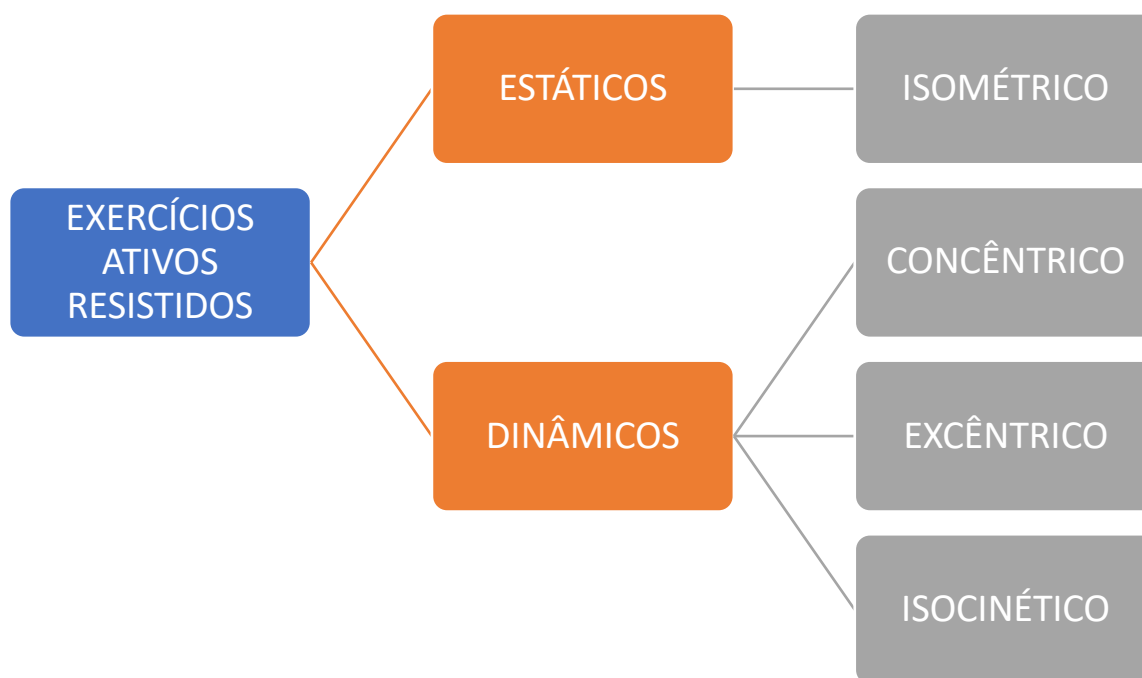 EXERCÍCIOS
ATIVOS
RESISTIDOS
ESTÁTICOS
ISOMÉTRICO
DINÂMICOS
CONCÊNTRICO
EXCÊNTRICO
ISOCINÉTICO